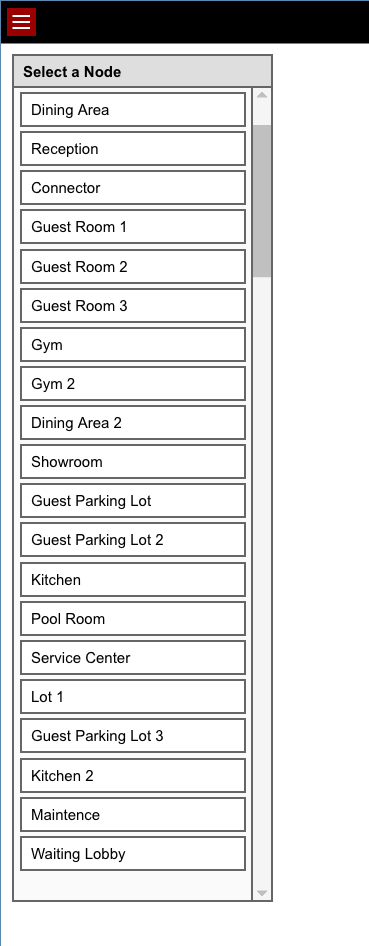 Select a Node
Dining Area
Reception
Connector
Guest Room 1
Guest Room 2
Guest Room 3
Gym
Gym 2
Dining Area 2
Showroom
Guest Parking Lot
Guest Parking Lot 2
Kitchen
Pool Room
Service Center
Lot 1
Guest Parking Lot 3
Kitchen 2
Maintence
Waiting Lobby